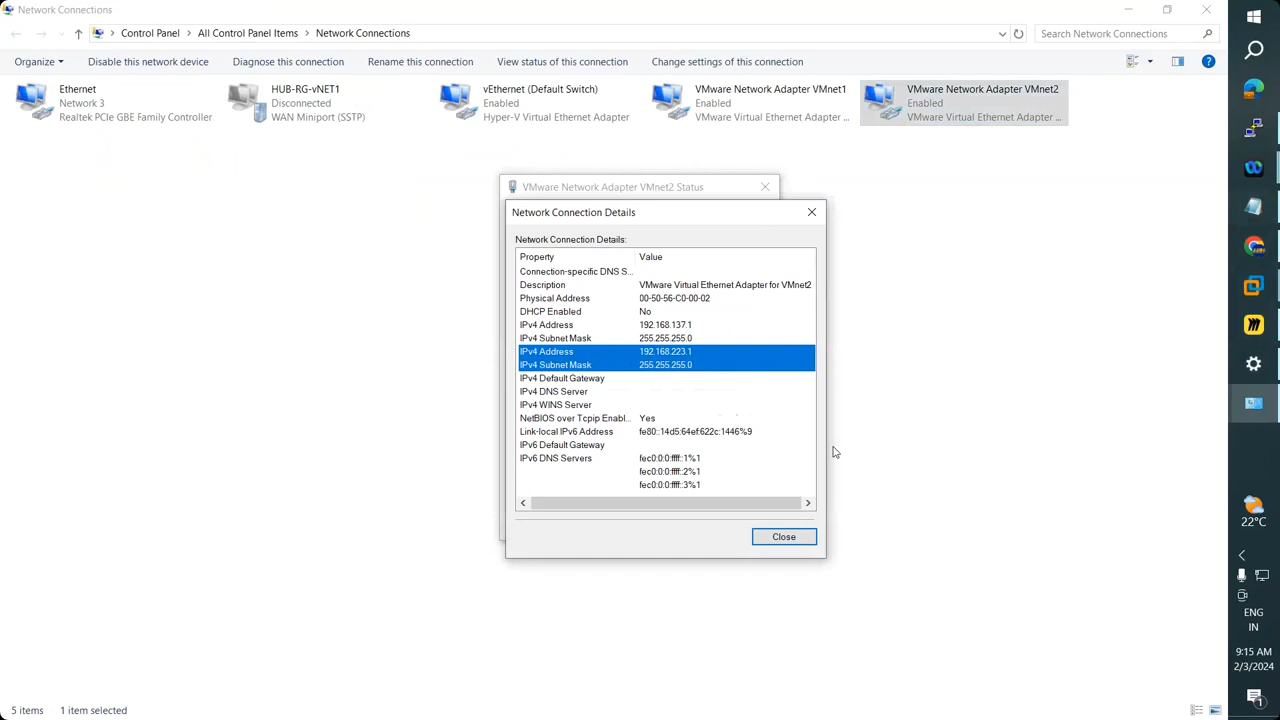 Network Connections
Control Panel > All Control Panel Items > Network Connections
Search Network Connections
Organize
Disable this network device
Diagnose this connection
Rename this connection
View status of this connection
Change settings of this connection
Ethernet
Network 3
Realtek PCIe GBE Family Controller
HUB-RG-vNET1
Disconnected
WAN Miniport (SSTP)
vEthernet (Default Switch)
Enabled
Hyper-V Virtual Ethernet Adapter
VMware Network Adapter VMnet1
Enabled
VMware Virtual Ethernet Adapter ...
VMware Network Adapter VMnet2
Enabled
VMware Virtual Ethernet Adapter ...
VMware Network Adapter VMnet2 Status
Network Connection Details
Network Connection Details:
Property Value
Connection-specific DNS S...
Description VMware Virtual Ethernet Adapter for VMnet2
Physical Address 00-50-56-C0-00-02
DHCP Enabled No
IPv4 Address 192.168.137.1
IPv4 Subnet Mask 255.255.255.0
IPv4 Address 192.168.223.1
IPv4 Subnet Mask 255.255.255.0
IPv4 Default Gateway
IPv4 DNS Server
IPv4 WINS Server
NetBIOS over Tcpip Enabl... Yes
Link-local IPv6 Address fe80::14d5:64ef:622c:1446%9
IPv6 Default Gateway
IPv6 DNS Servers fec0:0:0:ffff::1%1
fec0:0:0:ffff::2%1
fec0:0:0:ffff::3%1
Close
22°C
ENG
IN
9:15 AM
2/3/2024
1
5 items 1 item selected